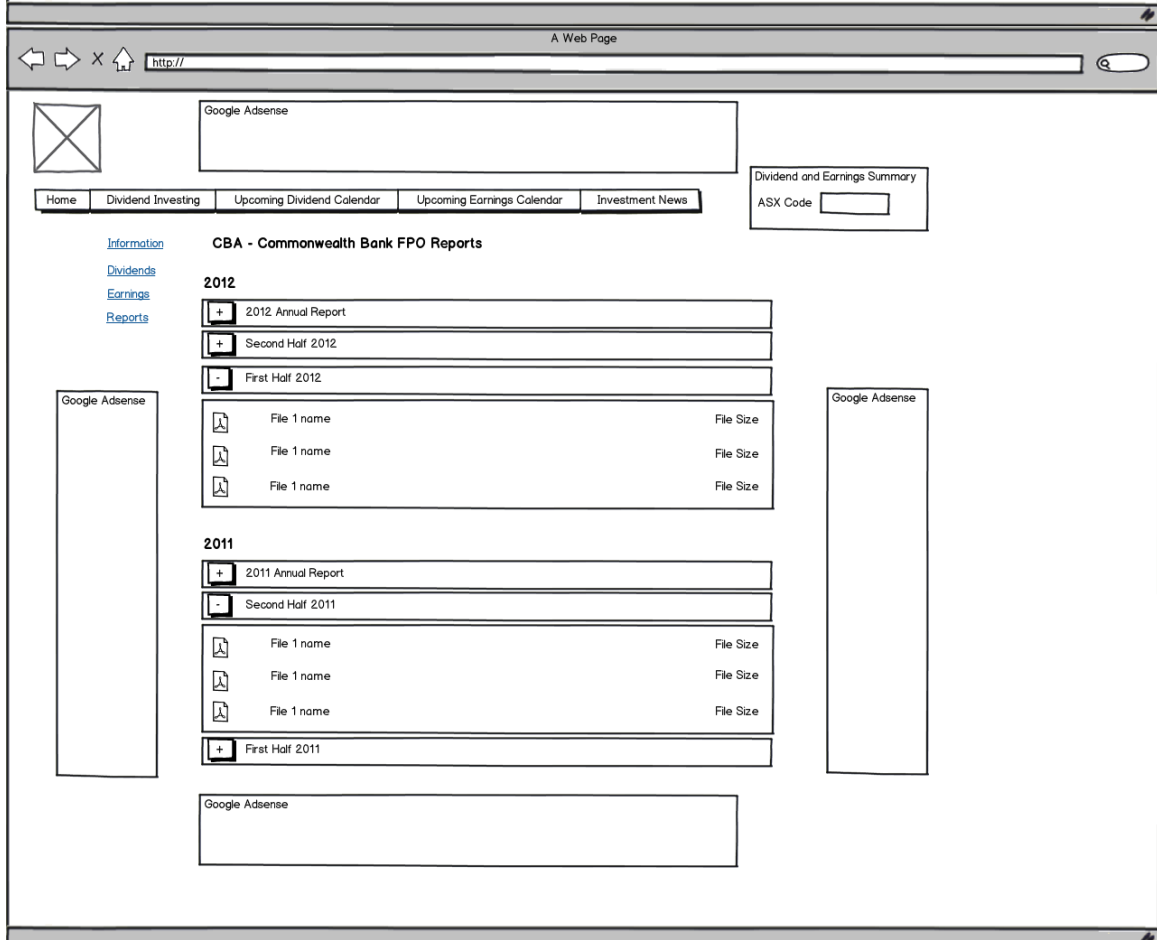 A Web Page
http://
Google Adsense
Dividend and Earnings Summary
ASX Code
Home Dividend Investing Upcoming Dividend Calendar Upcoming Earnings Calendar Investment News
Information
Dividends
Earnings
Reports
CBA - Commonwealth Bank FPO Reports
2012
+ 2012 Annual Report
+ Second Half 2012
- First Half 2012
Google Adsense
File 1 name File Size
File 1 name File Size
File 1 name File Size
Google Adsense
2011
+ 2011 Annual Report
- Second Half 2011
File 1 name File Size
File 1 name File Size
File 1 name File Size
+ First Half 2011
Google Adsense